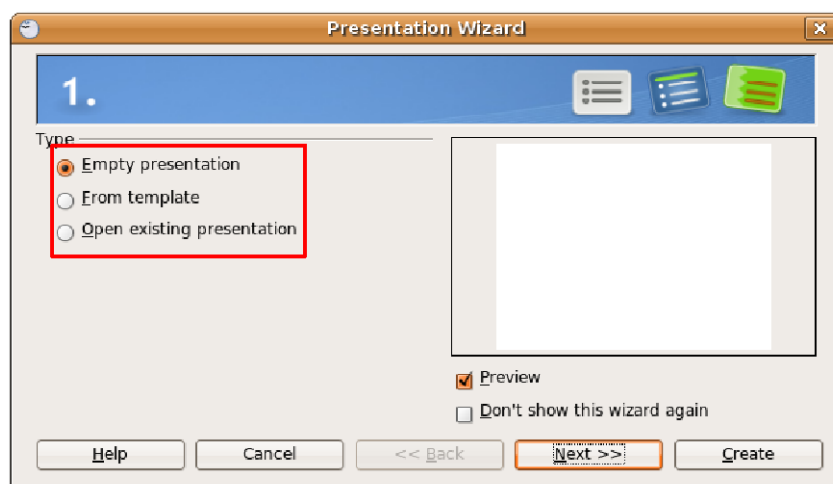 Presentation Wizard
1.
Type
Empty presentation
From template
Open existing presentation
Preview
Don't show this wizard again
Help Cancel << Back Next >> Create